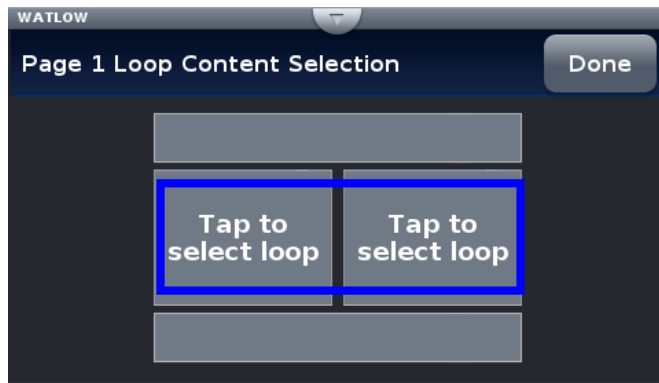 WATLOW
Page 1 Loop Content Selection
Done
Tap to
select loop
Tap to
select loop